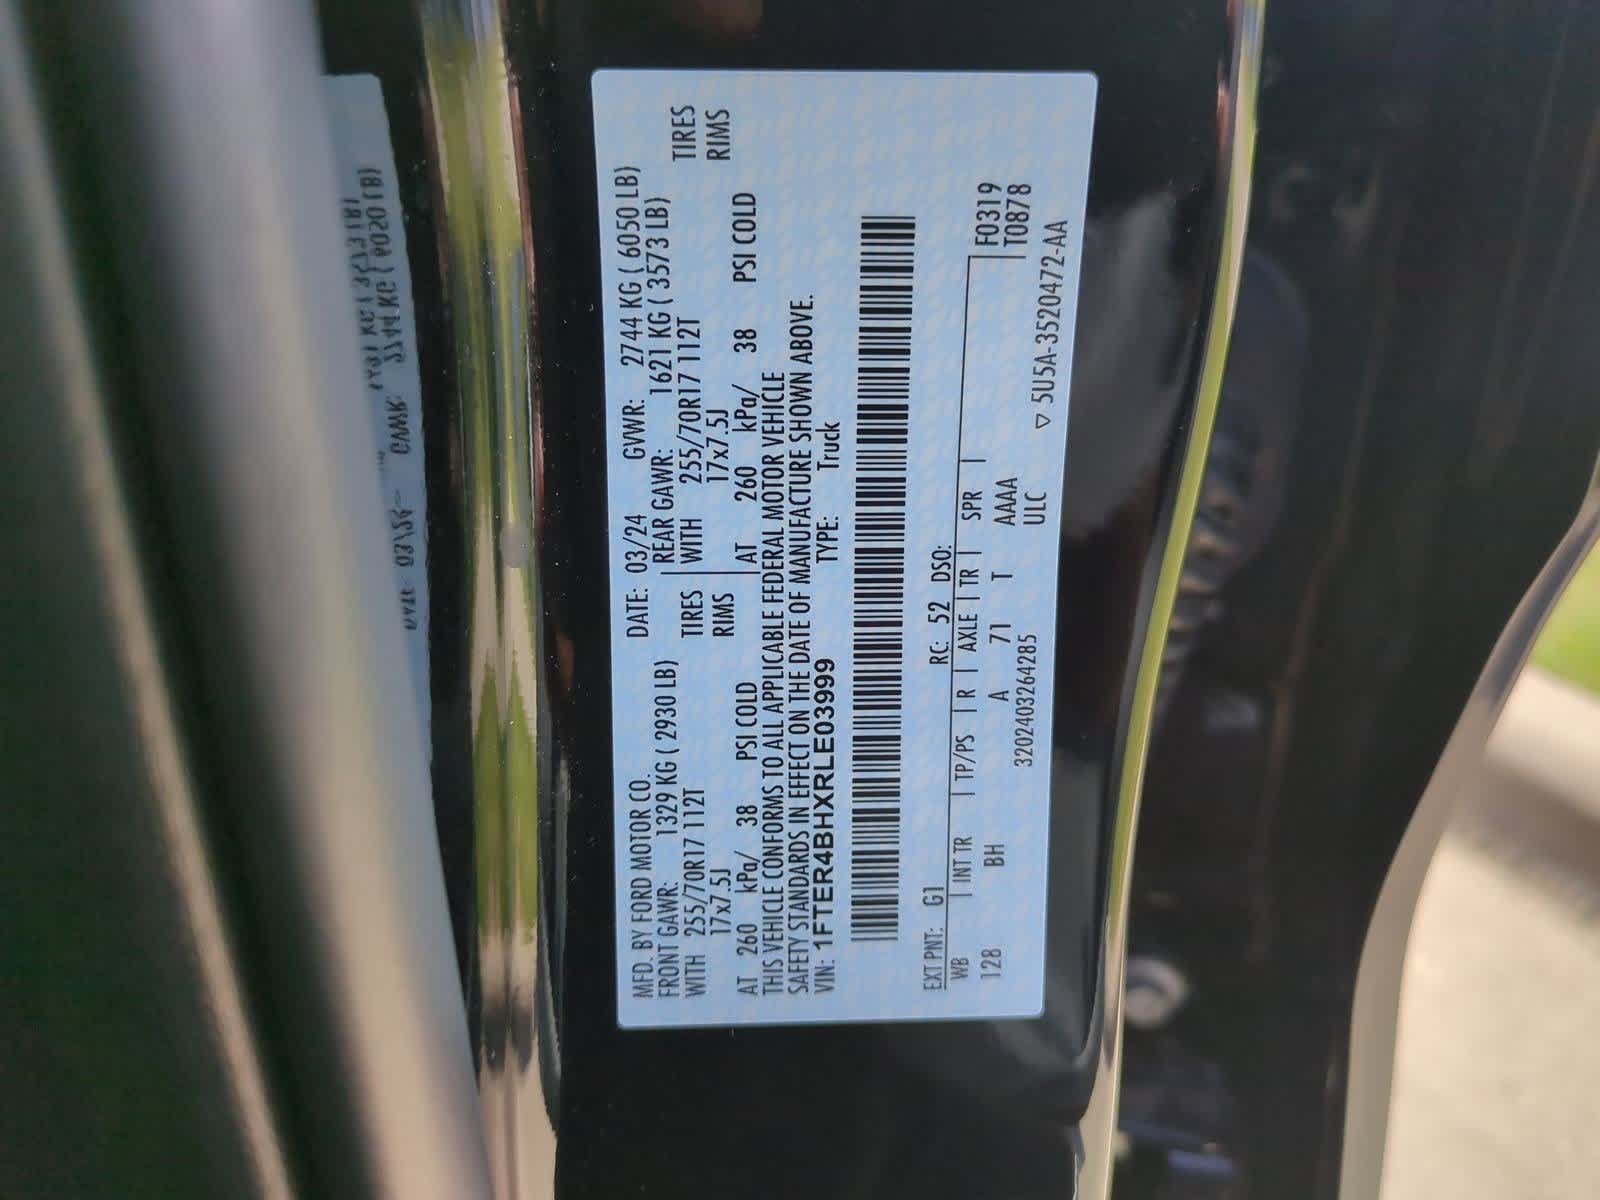 MFD. BY FORD MOTOR CO. DATE: 03/24 GVWR: 2744 KG ( 6050 LB)
FRONT GAWR: 1329 KG ( 2930 LB) REAR GAWR: 1621 KG ( 3573 LB)
WITH 255/70R17 112T TIRES WITH 255/70R17 112T TIRES
17x7.5J RIMS 17x7.5J RIMS
AT 260 kPa/ 38 PSI COLD AT 260 kPa/ 38 PSI COLD
THIS VEHICLE CONFORMS TO ALL APPLICABLE FEDERAL MOTOR VEHICLE
SAFETY STANDARDS IN EFFECT ON THE DATE OF MANUFACTURE SHOWN ABOVE.
VIN: 1FTER4BHXRLE03999 TYPE: Truck
EXT PNT: G1 RC: 52 DSO:
WB INT TR TP/PS R AXLE TR SPR F0319
128 BH A 71 T AAAA T0878
3202403264285 ULC ▽ 5U5A-3520472-AA